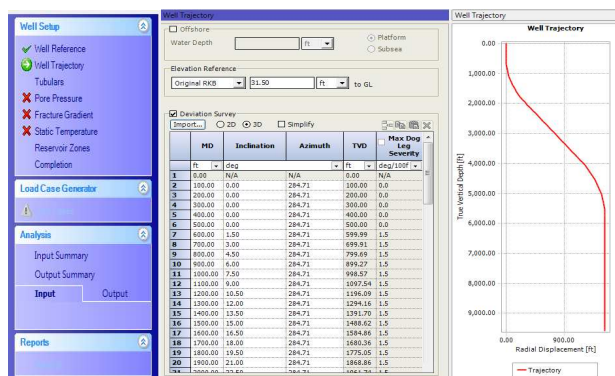 Well Setup
Well Reference
Well Trajectory
Tubulars
Pore Pressure
Fracture Gradient
Static Temperature
Reservoir Zones
Completion
Load Case Generator
Analysis
Input Summary
Output Summary
Input Output
Reports
Well Trajectory
Offshore
Water Depth ft Platform
Subsea
Elevation Reference
Original RKB 31.50 ft to GL
Deviation Survey
Import... 2D 3D Simplify
MD Inclination Azimuth TVD Max Dog Leg Severity
ft deg ft deg/100f
1 0.00 N/A N/A 0.00 N/A
2 100.00 0.00 284.71 100.00 0.0
3 200.00 0.00 284.71 200.00 0.0
4 300.00 0.00 284.71 300.00 0.0
5 400.00 0.00 284.71 400.00 0.0
6 500.00 0.00 284.71 500.00 0.0
7 600.00 1.50 284.71 599.99 1.5
8 700.00 3.00 284.71 699.91 1.5
9 800.00 4.50 284.71 799.69 1.5
10 900.00 6.00 284.71 899.27 1.5
11 1000.00 7.50 284.71 998.57 1.5
12 1100.00 9.00 284.71 1097.54 1.5
13 1200.00 10.50 284.71 1196.09 1.5
14 1300.00 12.00 284.71 1294.16 1.5
15 1400.00 13.50 284.71 1391.70 1.5
16 1500.00 15.00 284.71 1488.62 1.5
17 1600.00 16.50 284.71 1584.86 1.5
18 1700.00 18.00 284.71 1680.36 1.5
19 1800.00 19.50 284.71 1775.05 1.5
20 1900.00 21.00 284.71 1868.86 1.5
Well Trajectory
Well Trajectory
True Vertical Depth [ft]
0.00
1,000.00
2,000.00
3,000.00
4,000.00
5,000.00
6,000.00
7,000.00
8,000.00
9,000.00
0.00 900.00
Radial Displacement [ft]
Trajectory